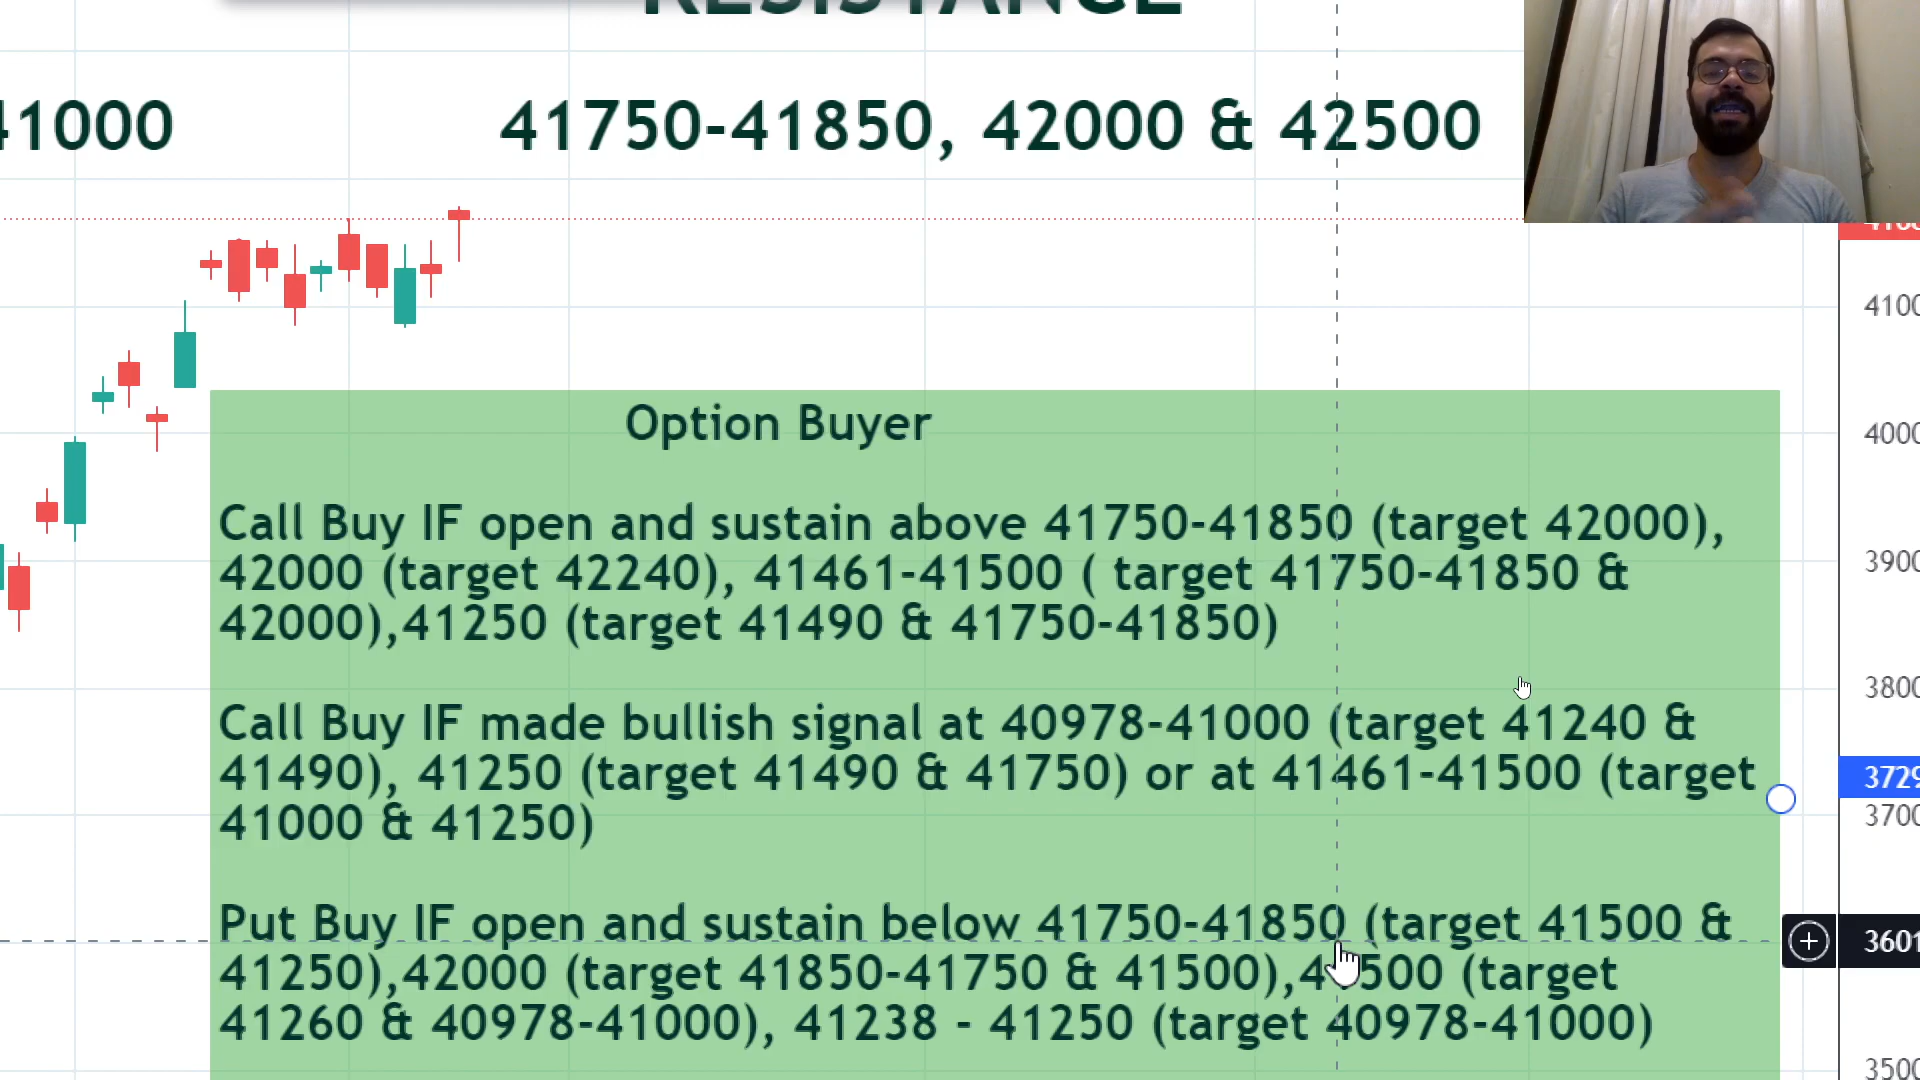 RESISTANCE
41000
41750-41850, 42000 & 42500
Option Buyer
Call Buy IF open and sustain above 41750-41850 (target 42000),
42000 (target 42240), 41461-41500 ( target 41750-41850 &
42000),41250 (target 41490 & 41750-41850)
Call Buy IF made bullish signal at 40978-41000 (target 41240 &
41490), 41250 (target 41490 & 41750) or at 41461-41500 (target
41000 & 41250)
Put Buy IF open and sustain below 41750-41850 (target 41500 &
41250),42000 (target 41850-41750 & 41500),41500 (target
41260 & 40978-41000), 41238 - 41250 (target 40978-41000)
4100
4000
3900
3800
3729
3700
3601
3500